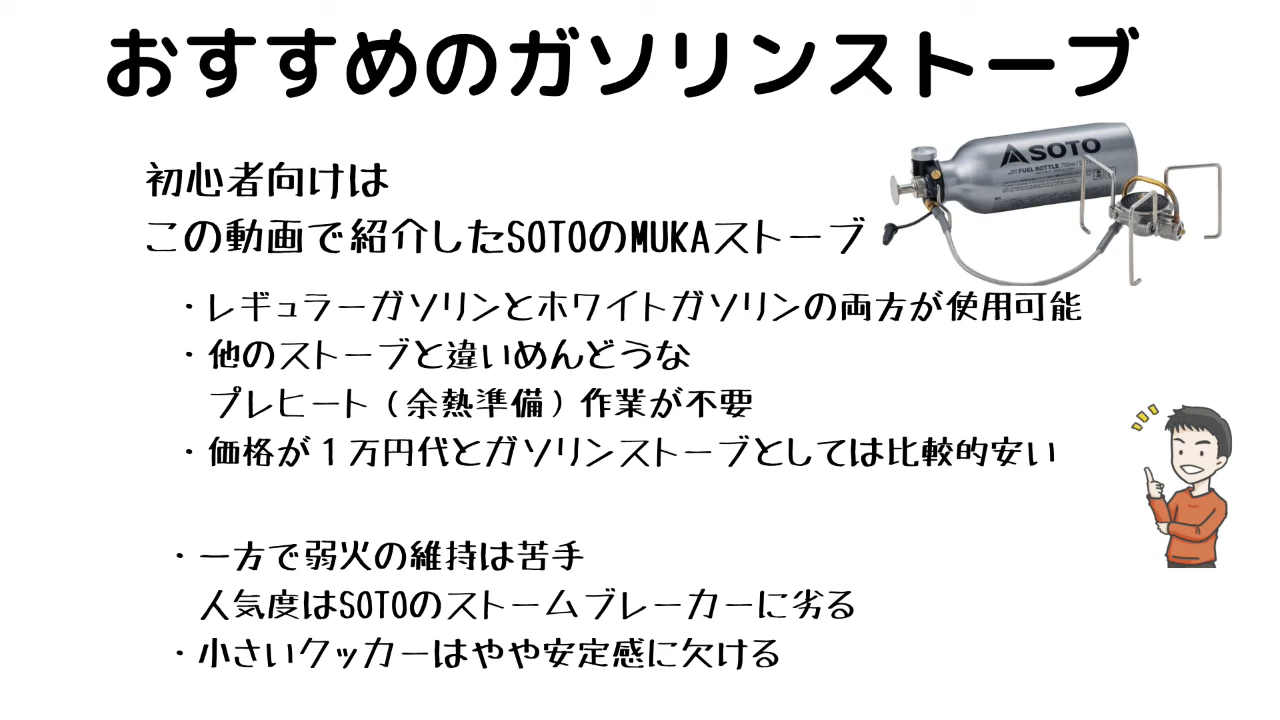 おすすめのガソリンストーブ
初心者向けは
この動画で紹介したSOTOのMUKAストーブ
SOTO
FUEL BOTTLE 700ml
・レギュラーガソリンとホワイトガソリンの両方が使用可能
・他のストーブと違いめんどうな
プレヒート（余熱準備）作業が不要
・価格が１万円代とガソリンストーブとしては比較的安い
・一方で弱火の維持は苦手
人気度はSOTOのストームブレーカーに劣る
・小さいクッカーはやや安定感に欠ける